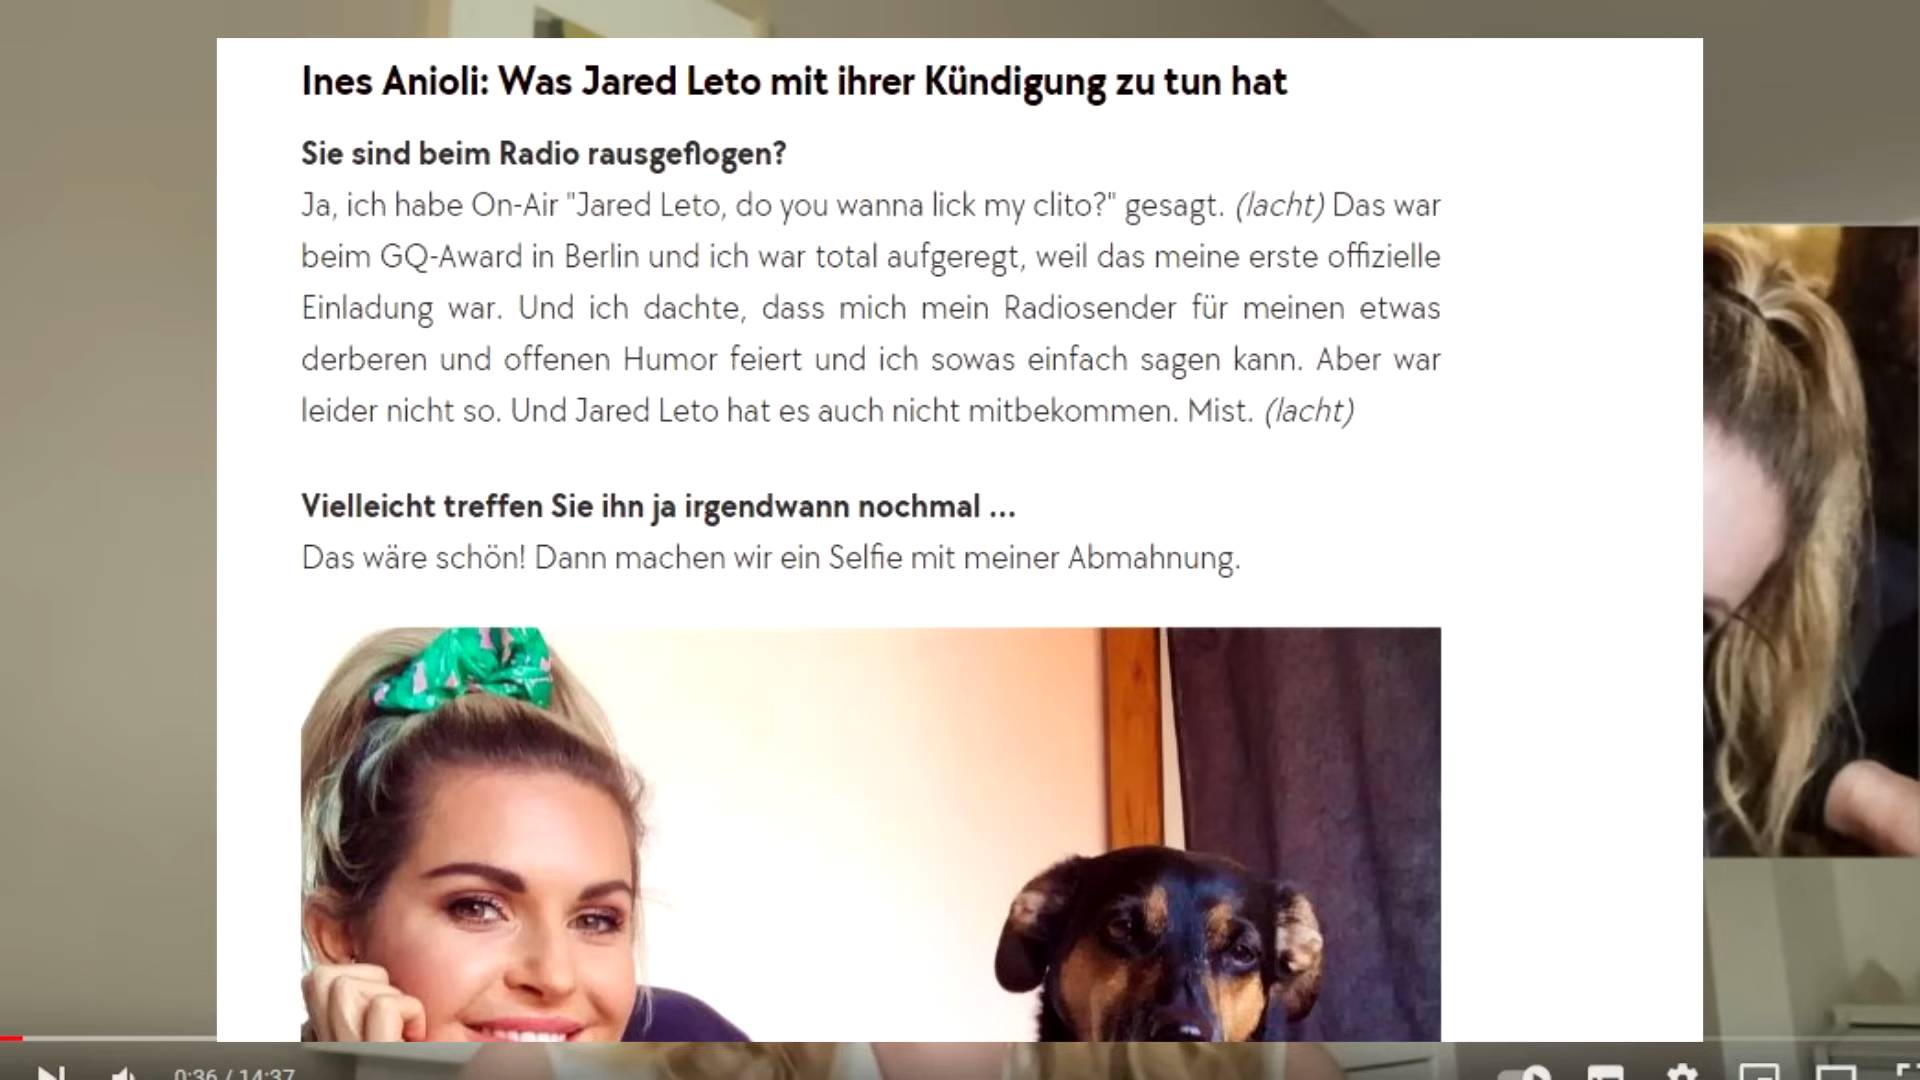 Ines Anioli: Was Jared Leto mit ihrer Kündigung zu tun hat
Sie sind beim Radio rausgeflogen?
Ja, ich habe On-Air "Jared Leto, do you wanna lick my clito?" gesagt. (lacht) Das war
beim GQ-Award in Berlin und ich war total aufgeregt, weil das meine erste offizielle
Einladung war. Und ich dachte, dass mich mein Radiosender für meinen etwas
derberen und offenen Humor feiert und ich sowas einfach sagen kann. Aber war
leider nicht so. Und Jared Leto hat es auch nicht mitbekommen. Mist. (lacht)
Vielleicht treffen Sie ihn ja irgendwann nochmal ...
Das wäre schön! Dann machen wir ein Selfie mit meiner Abmahnung.
0:36 / 14:37